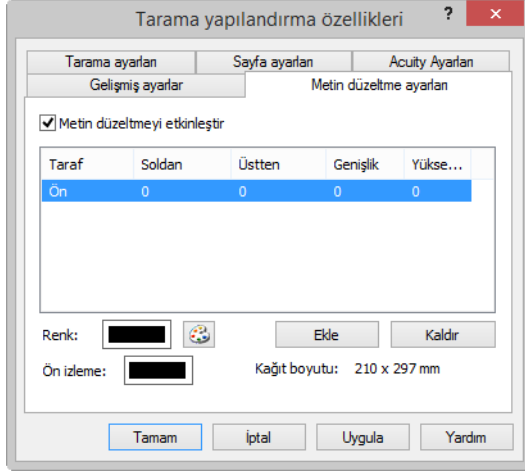 Tarama yapılandırma özellikleri ? ×
Tarama ayarları Sayfa ayarları Acuity Ayarları
Gelişmiş ayarlar Metin düzeltme ayarları
Metin düzeltmeyi etkinleştir
Taraf Soldan Üstten Genişlik Yükse...
Ön 0 0 0 0
Renk: Ekle Kaldır
Ön izleme: Kağıt boyutu: 210 x 297 mm
Tamam İptal Uygula Yardım